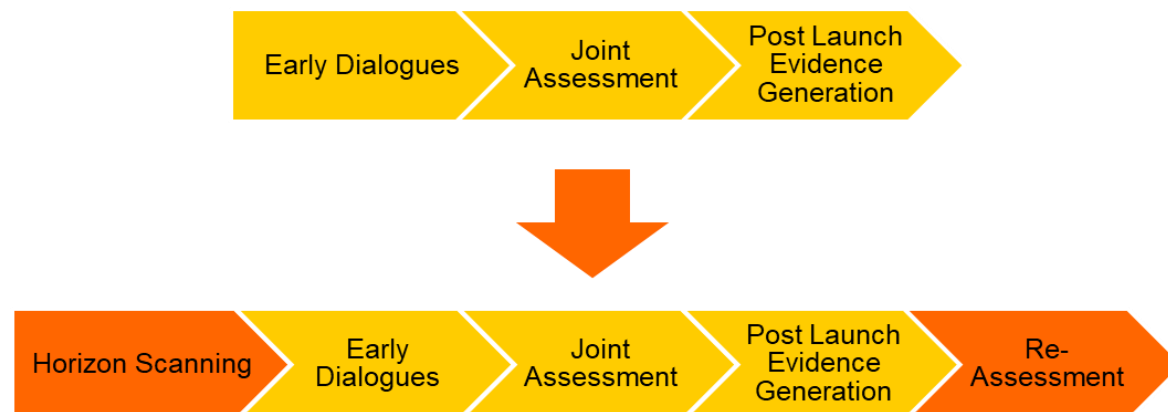 Early Dialogues
Joint
Assessment
Post Launch
Evidence
Generation
Horizon Scanning
Early
Dialogues
Joint
Assessment
Post Launch
Evidence
Generation
Re-
Assessment